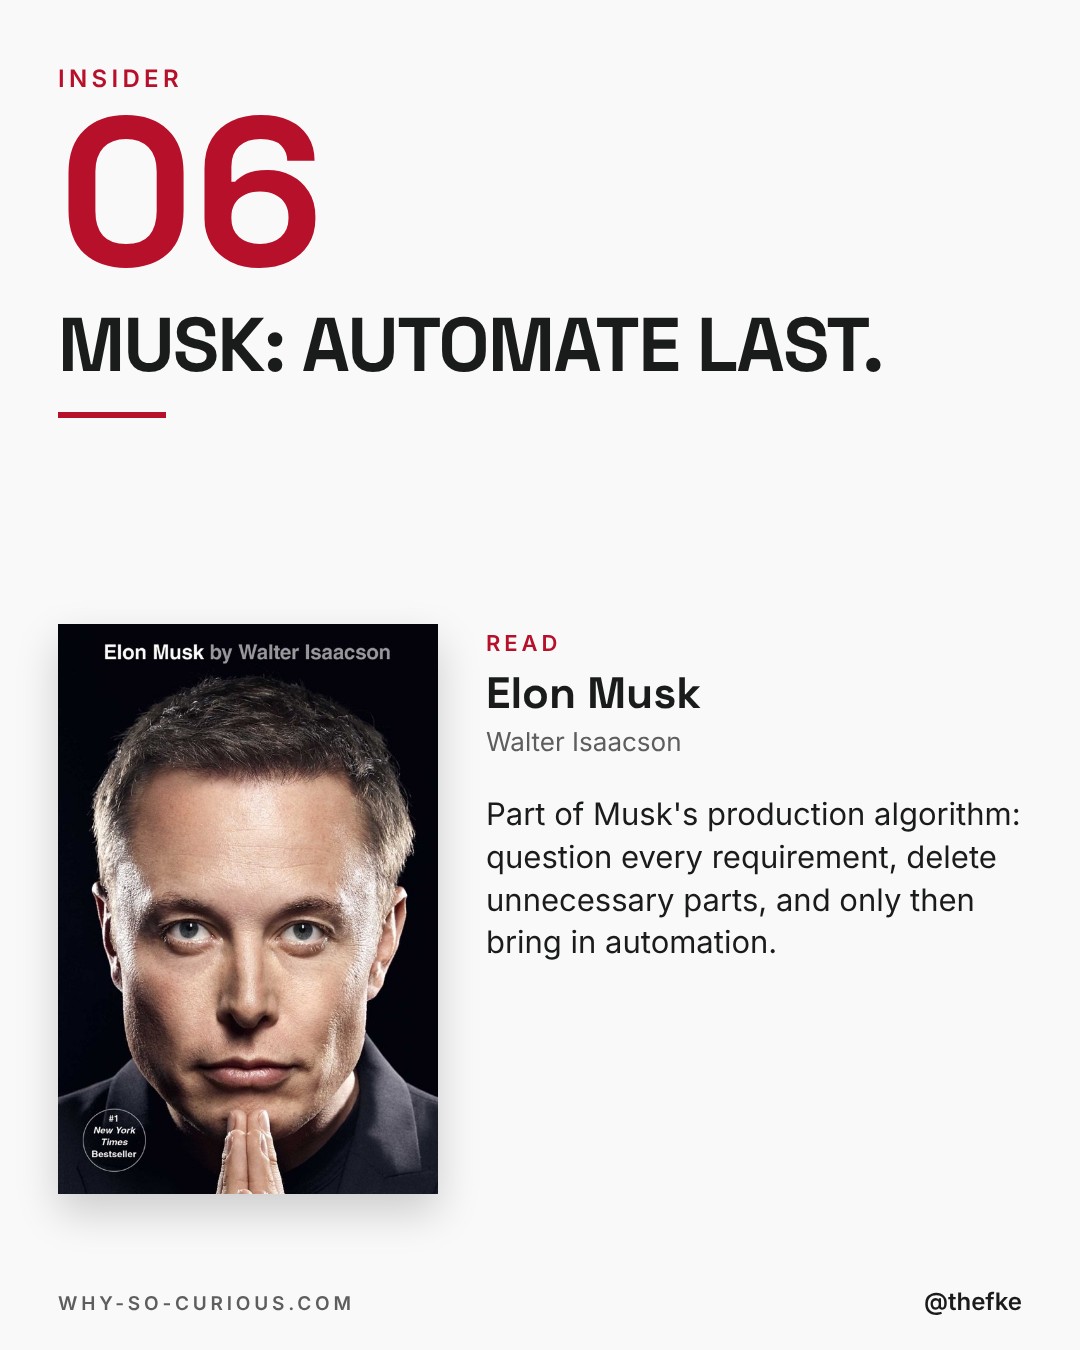 INSIDER
06
MUSK: AUTOMATE LAST.
Elon Musk by Walter Isaacson
#1
New York
Times
Bestseller
READ
Elon Musk
Walter Isaacson
Part of Musk's production algorithm:
question every requirement, delete
unnecessary parts, and only then
bring in automation.
WHY-SO-CURIOUS.COM
@thefke